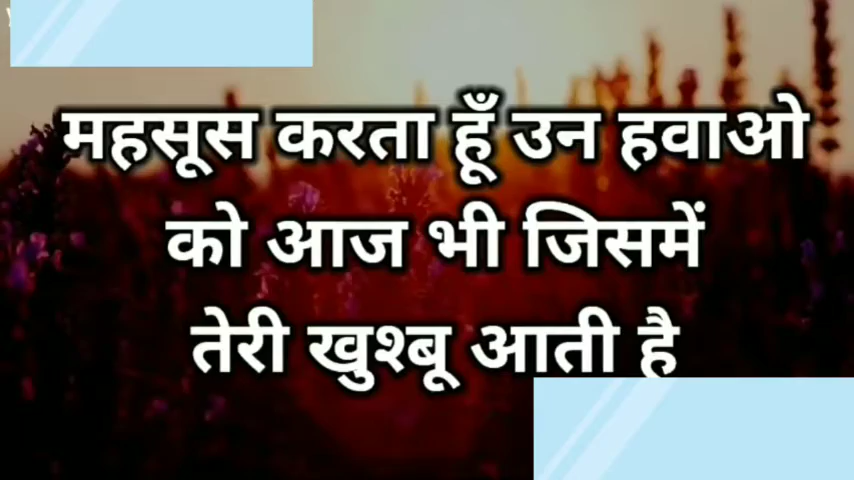 महसूस करता हूँ उन हवाओ
को आज भी जिसमें
तेरी खुश्बू आती है